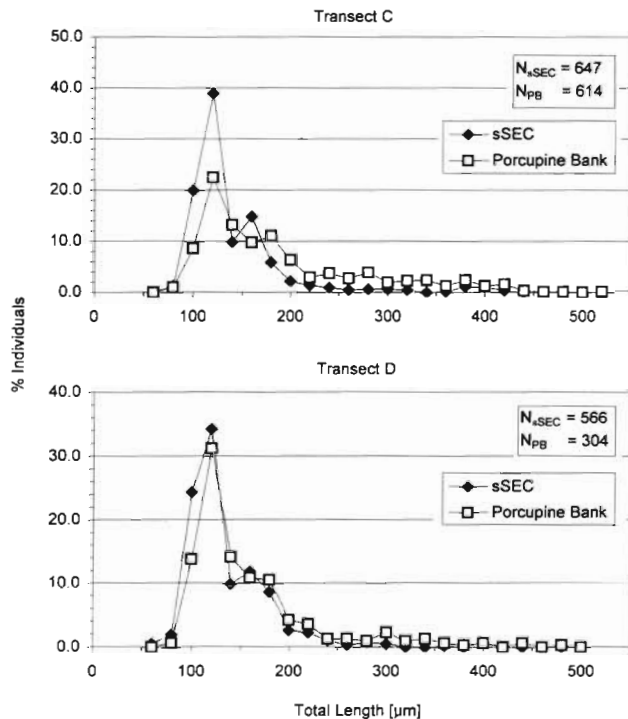 Transect C
50.0
N_sSEC = 647
N_PB = 614
40.0
sSEC
Porcupine Bank
30.0
20.0
10.0
0.0
0 100 200 300 400 500
% Individuals
Transect D
40.0
N_sSEC = 566
N_PB = 304
30.0
sSEC
Porcupine Bank
20.0
10.0
0.0
0 100 200 300 400 500
Total Length [µm]